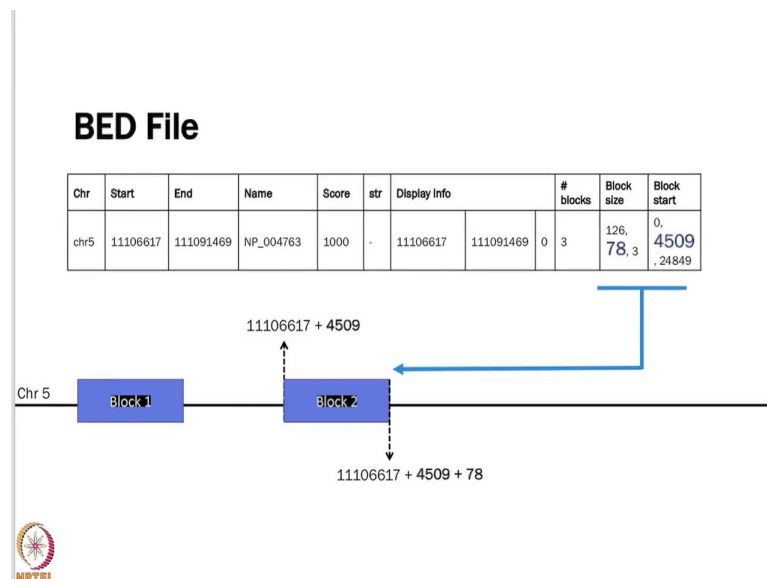 BED File
Chr Start End Name Score str Display info # blocks Block size Block start
chr5 11106617 111091469 NP_004763 1000 - 11106617 111091469 0 3 126, 78, 3 0, 4509 , 24849
11106617 + 4509
Chr 5
Block 1
Block 2
11106617 + 4509 + 78
NPTEL